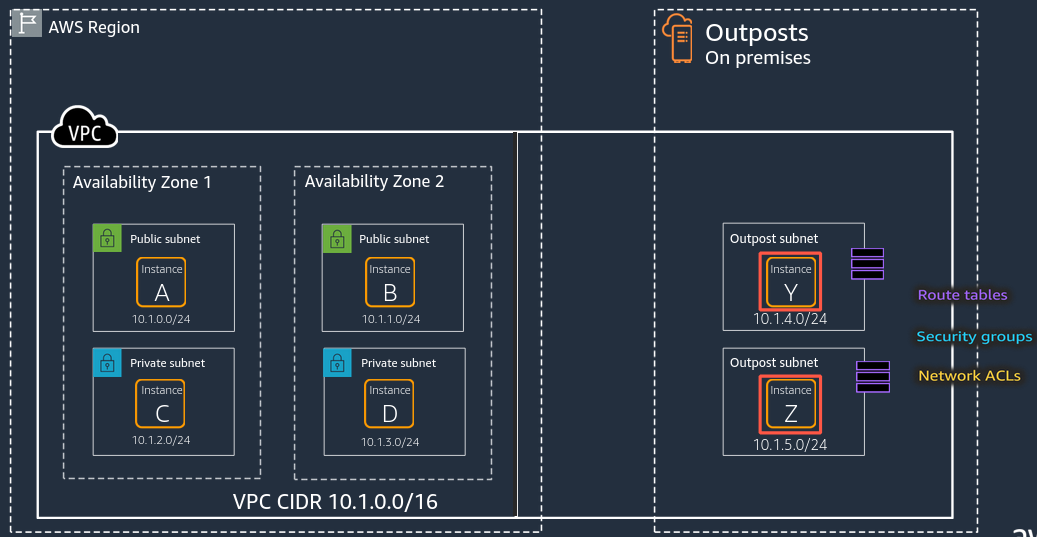 AWS Region
Outposts
On premises
VPC
Availability Zone 1
Availability Zone 2
Public subnet
Instance
A
10.1.0.0/24
Public subnet
Instance
B
10.1.1.0/24
Private subnet
Instance
C
10.1.2.0/24
Private subnet
Instance
D
10.1.3.0/24
VPC CIDR 10.1.0.0/16
Outpost subnet
Instance
Y
10.1.4.0/24
Outpost subnet
Instance
Z
10.1.5.0/24
Route tables
Security groups
Network ACLs